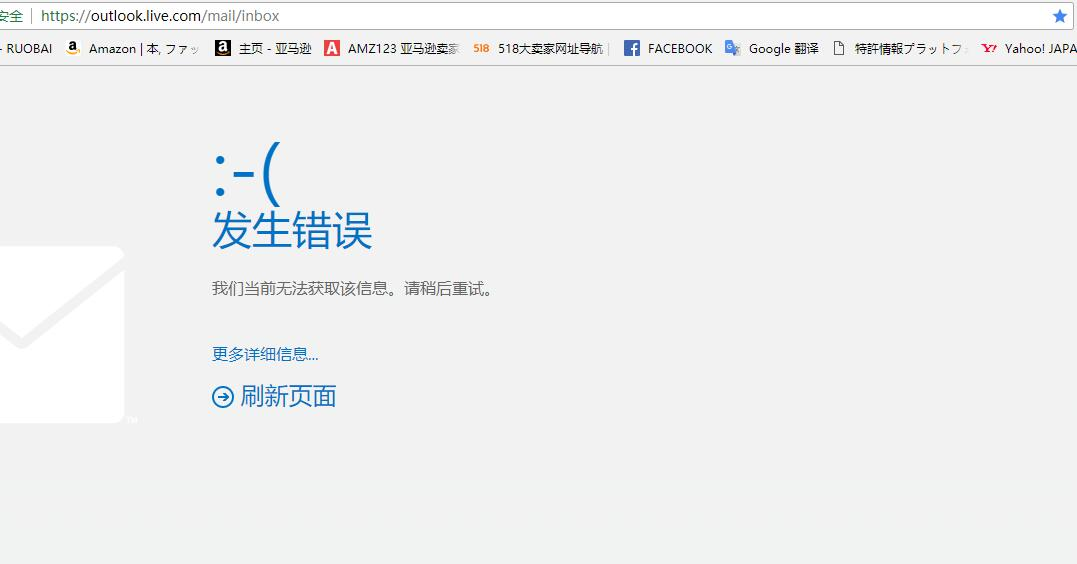 安全 https://outlook.live.com/mail/inbox
- RUOBAI Amazon | 本, ファッ 主页 - 亚马逊 AMZ123 亚马逊卖家 518 518大卖家网址导航 FACEBOOK Google 翻译 特許情報プラットフ Yahoo! JAPA
:-(
发生错误
我们当前无法获取该信息。请稍后重试。
更多详细信息...
刷新页面
TM